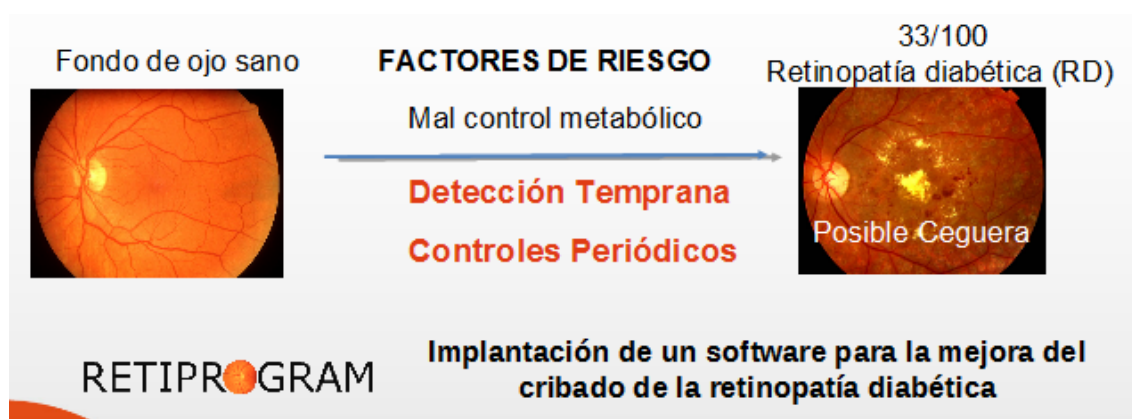 Fondo de ojo sano
FACTORES DE RIESGO
Mal control metabólico
Detección Temprana
Controles Periódicos
33/100
Retinopatía diabética (RD)
Posible Ceguera
RETIPROGRAM
Implantación de un software para la mejora del
cribado de la retinopatía diabética